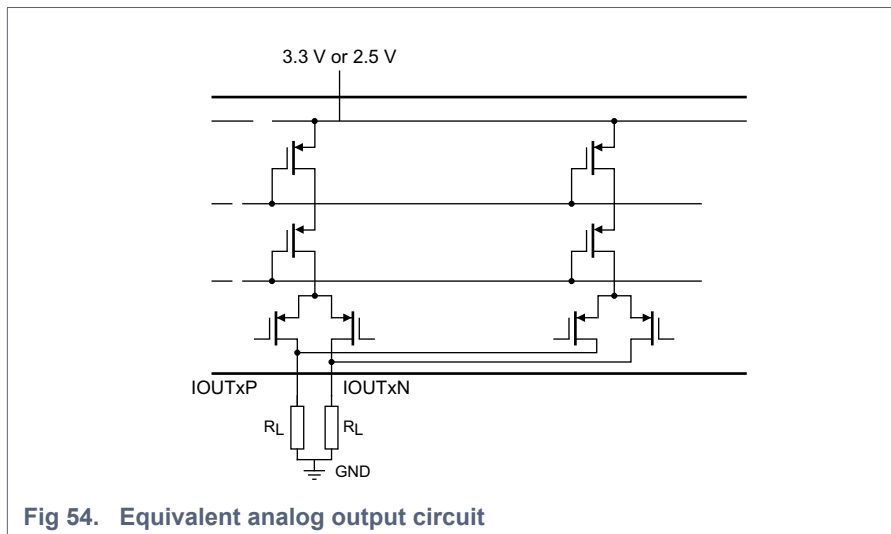 3.3 V or 2.5 V
IOUTxP IOUTxN
RL RL
GND
Fig 54. Equivalent analog output circuit